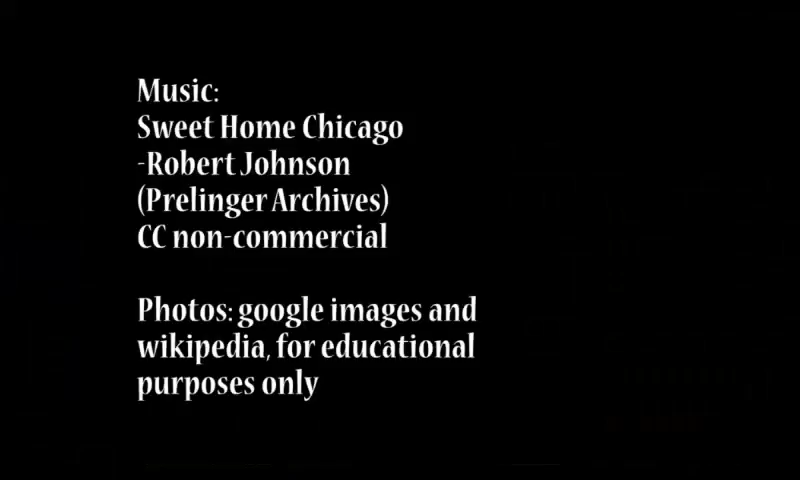 Music:
Sweet Home Chicago
-Robert Johnson
(Prelinger Archives)
CC non-commercial
Photos: google images and
wikipedia, for educational
purposes only